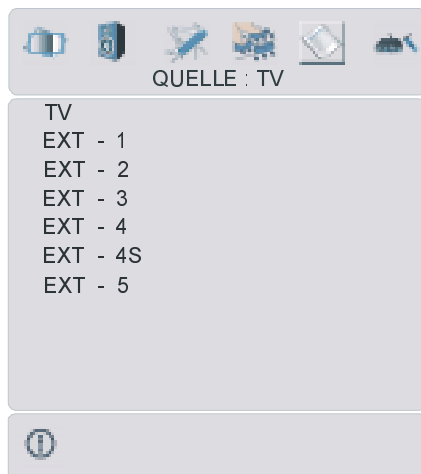 QUELLE : TV
TV
EXT - 1
EXT - 2
EXT - 3
EXT - 4
EXT - 4S
EXT - 5